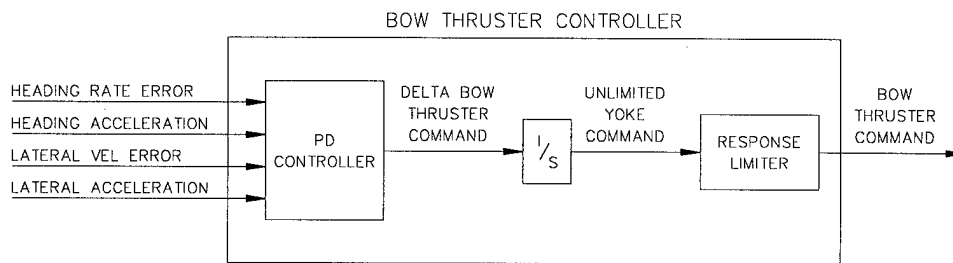 BOW THRUSTER CONTROLLER
HEADING RATE ERROR
HEADING ACCELERATION
LATERAL VEL ERROR
LATERAL ACCELERATION
PD
CONTROLLER
DELTA BOW
THRUSTER
COMMAND
1/S
UNLIMITED
YOKE
COMMAND
RESPONSE
LIMITER
BOW
THRUSTER
COMMAND